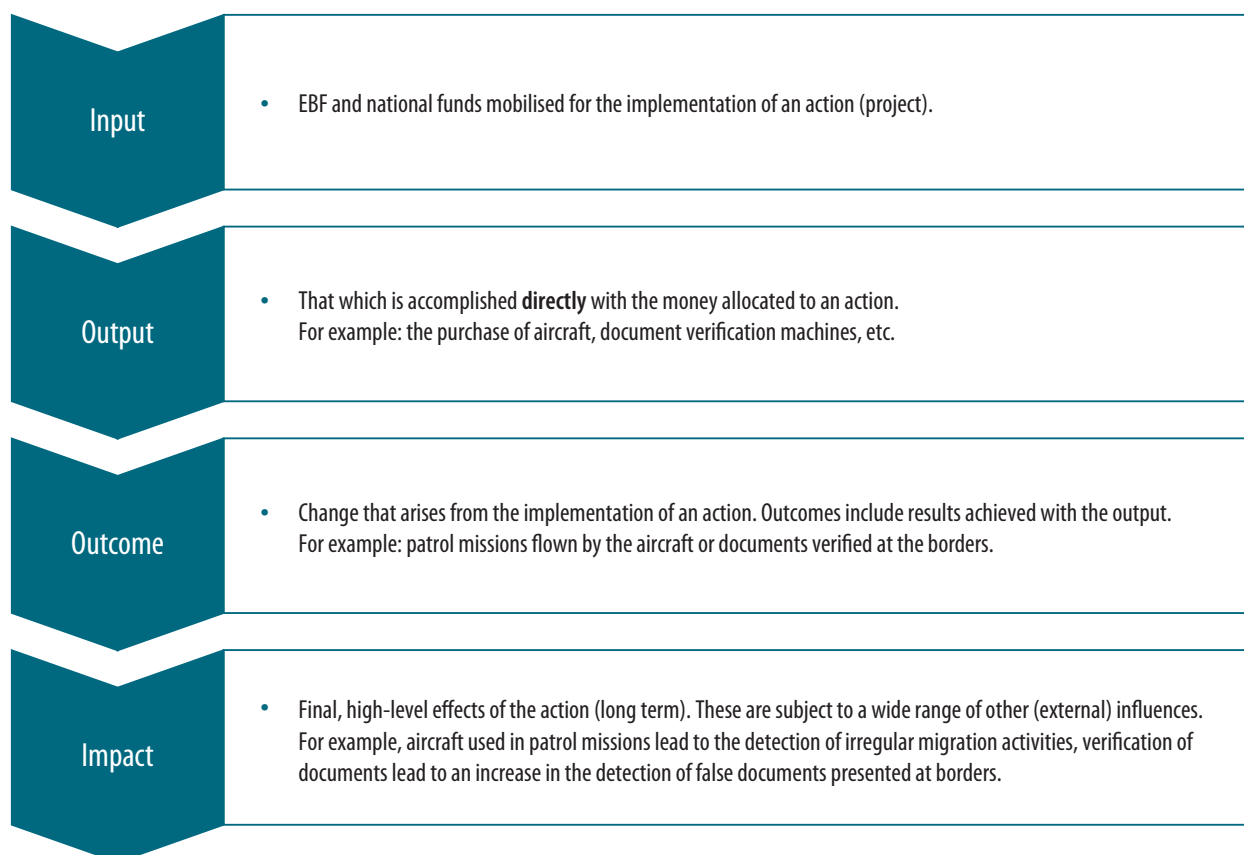 Input
• EBF and national funds mobilised for the implementation of an action (project).
Output
• That which is accomplished directly with the money allocated to an action.
For example: the purchase of aircraft, document verification machines, etc.
Outcome
• Change that arises from the implementation of an action. Outcomes include results achieved with the output.
For example: patrol missions flown by the aircraft or documents verified at the borders.
Impact
• Final, high-level effects of the action (long term). These are subject to a wide range of other (external) influences.
For example, aircraft used in patrol missions lead to the detection of irregular migration activities, verification of
documents lead to an increase in the detection of false documents presented at borders.